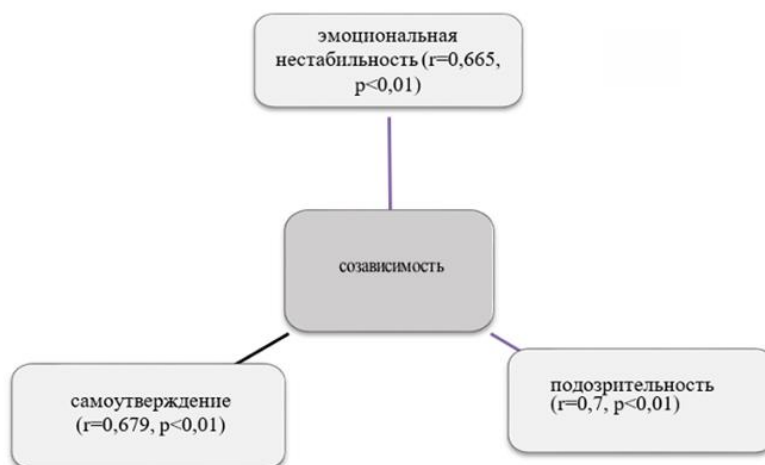 эмоциональная
нестабильность (r=0,665,
p<0,01)
созависимость
самоутверждение
(r=0,679, p<0,01)
подозрительность
(r=0,7, p<0,01)